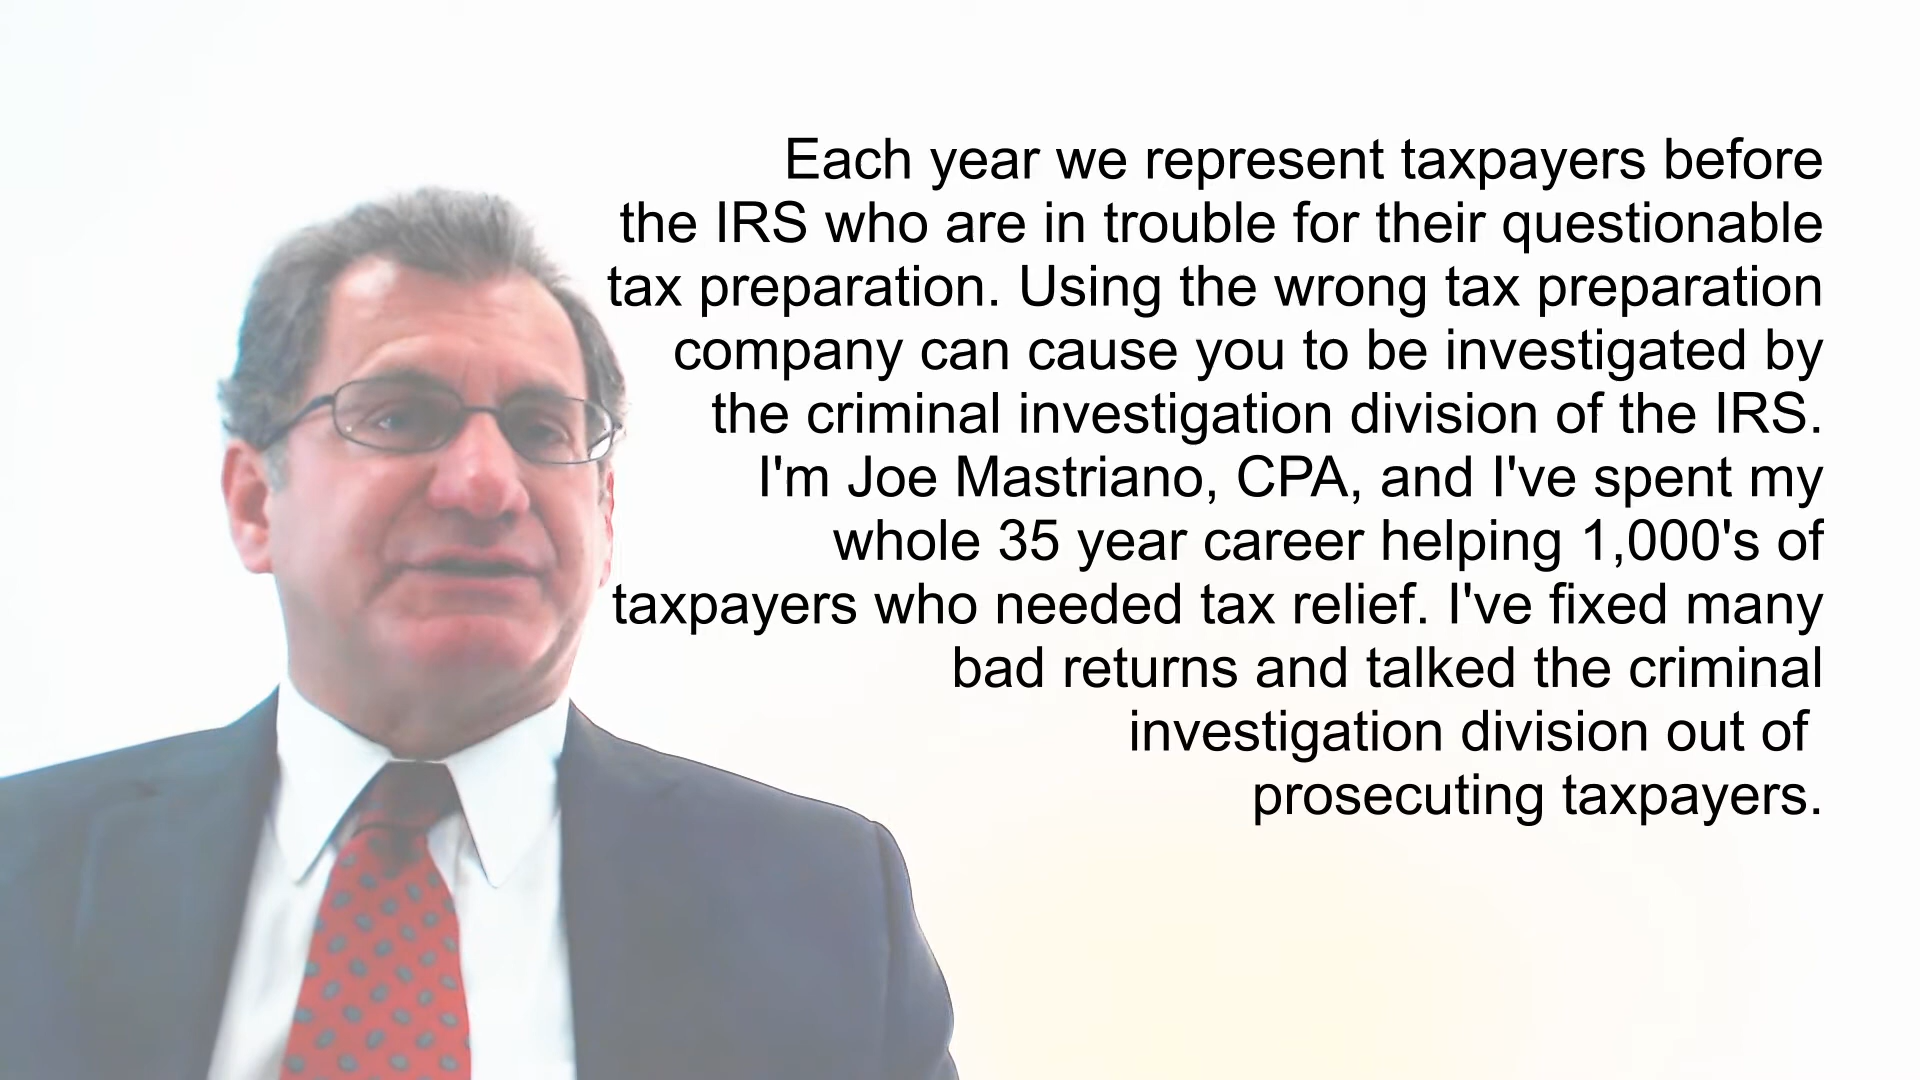 Each year we represent taxpayers before
the IRS who are in trouble for their questionable
tax preparation. Using the wrong tax preparation
company can cause you to be investigated by
the criminal investigation division of the IRS.
I'm Joe Mastriano, CPA, and I've spent my
whole 35 year career helping 1,000's of
taxpayers who needed tax relief. I've fixed many
bad returns and talked the criminal
investigation division out of
prosecuting taxpayers.